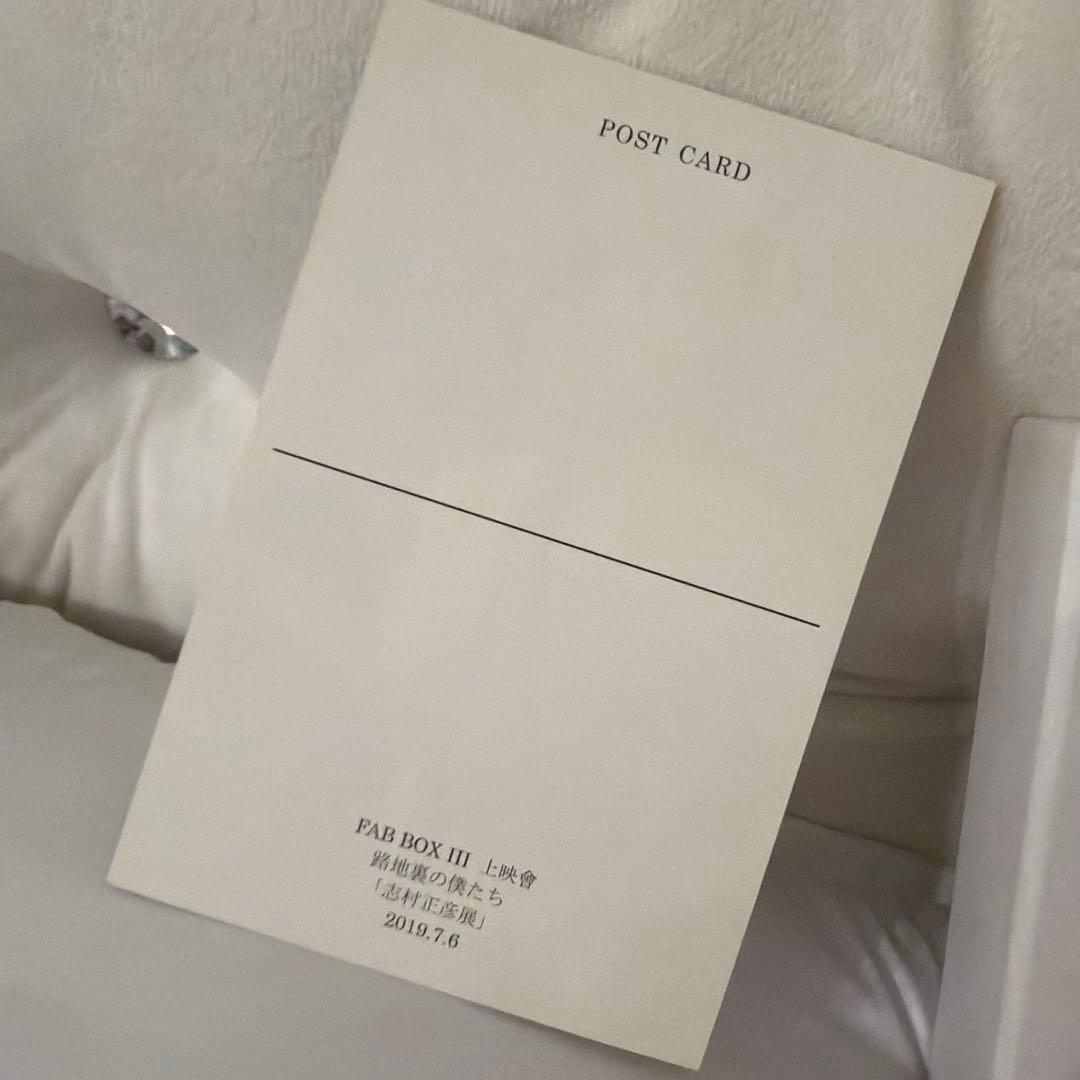 POST CARD
FAB BOX III 上映會
路地裏の僕たち
「志村正彦展」
2019.7.6